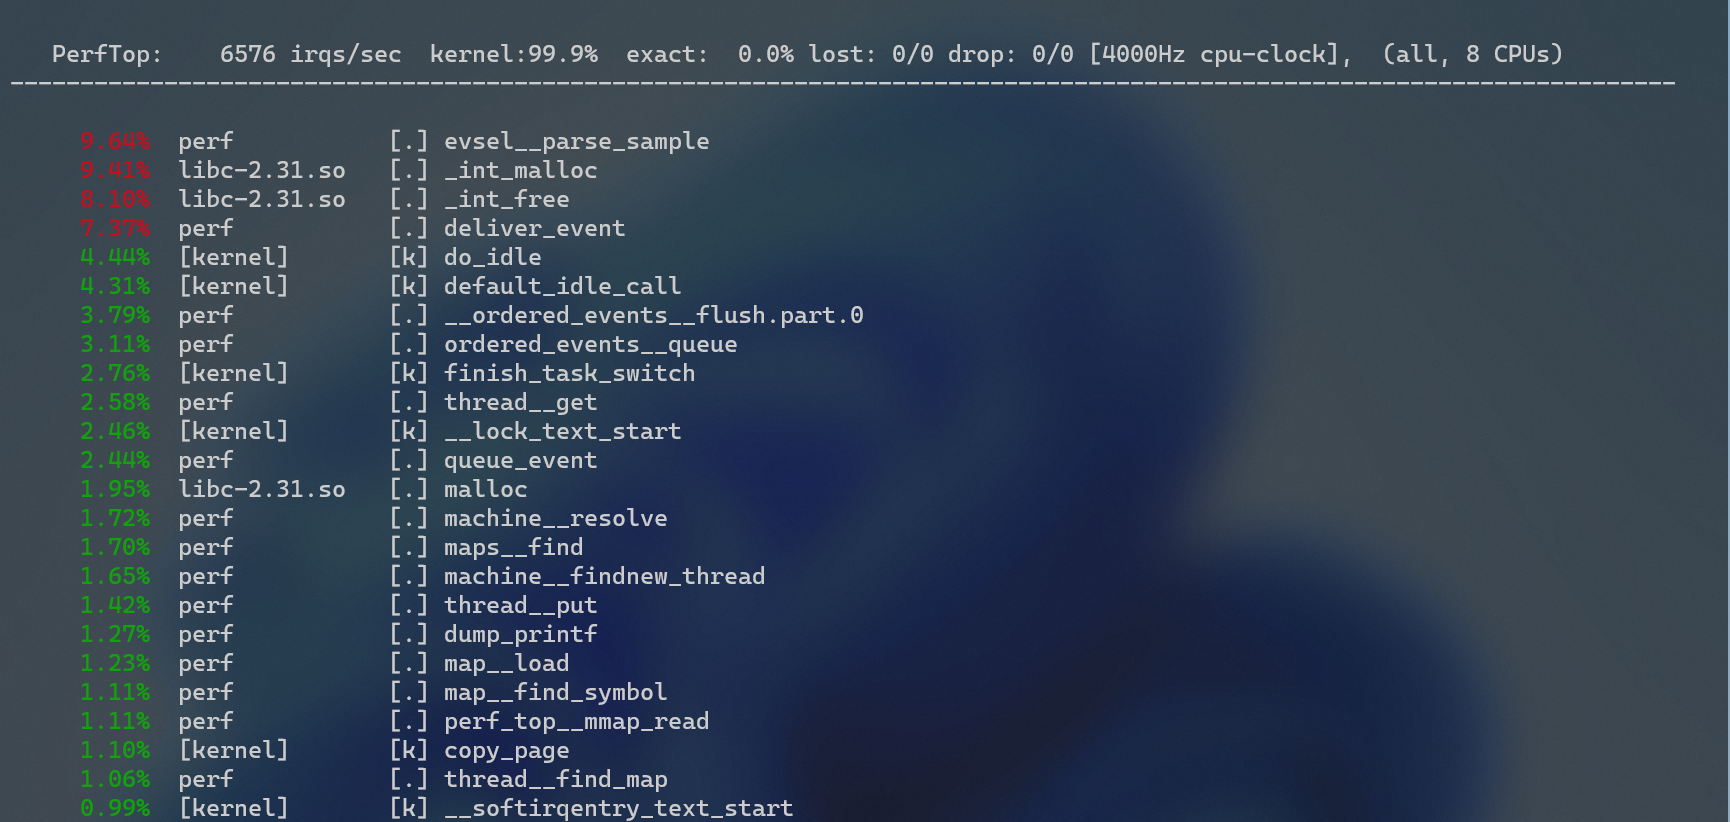 PerfTop:    6576 irqs/sec  kernel:99.9%  exact:  0.0% lost: 0/0 drop: 0/0 [4000Hz cpu-clock],  (all, 8 CPUs)
-----------------------------------------------------------------------------------------------------------------------
9.64%  perf           [.] evsel__parse_sample
9.41%  libc-2.31.so   [.] _int_malloc
8.10%  libc-2.31.so   [.] _int_free
7.37%  perf           [.] deliver_event
4.44%  [kernel]       [k] do_idle
4.31%  [kernel]       [k] default_idle_call
3.79%  perf           [.] __ordered_events__flush.part.0
3.11%  perf           [.] ordered_events__queue
2.76%  [kernel]       [k] finish_task_switch
2.58%  perf           [.] thread__get
2.46%  [kernel]       [k] __lock_text_start
2.44%  perf           [.] queue_event
1.95%  libc-2.31.so   [.] malloc
1.72%  perf           [.] machine__resolve
1.70%  perf           [.] maps__find
1.65%  perf           [.] machine__findnew_thread
1.42%  perf           [.] thread__put
1.27%  perf           [.] dump_printf
1.23%  perf           [.] map__load
1.11%  perf           [.] map__find_symbol
1.11%  perf           [.] perf_top__mmap_read
1.10%  [kernel]       [k] copy_page
1.06%  perf           [.] thread__find_map
0.99%  [kernel]       [k] __softirqentry_text_start